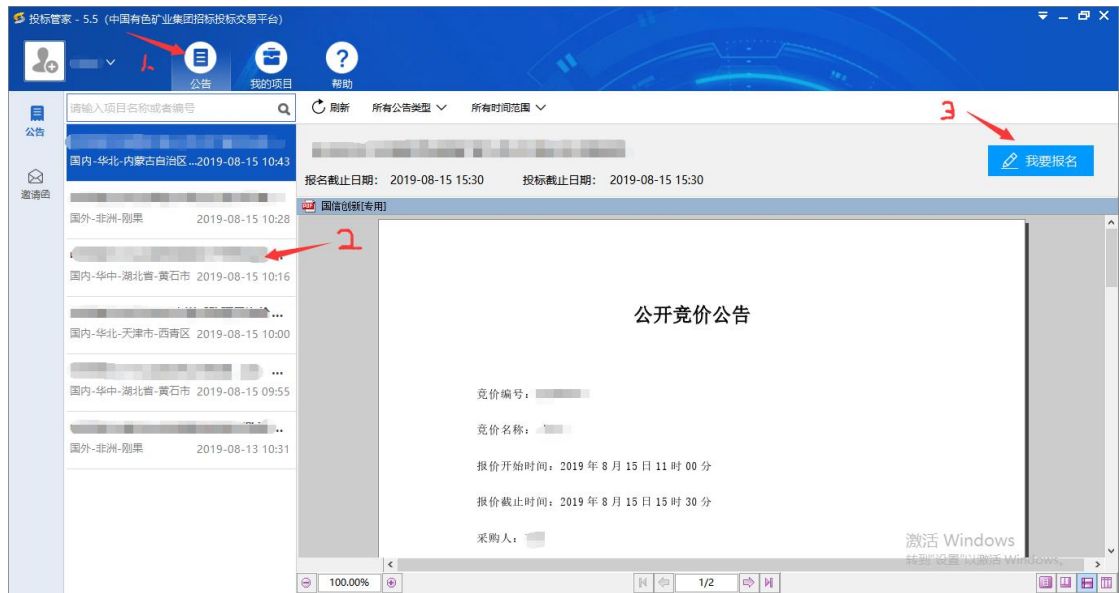 投标管家 - 5.5 (中国有色矿业集团招标投标交易平台)
1
公告
我的项目
帮助
公告
邀请函
请输入项目名称或者编号
刷新 所有公告类型 所有时间范围
国内-华北-内蒙古自治区...2019-08-15 10:43
国外-非洲-刚果 2019-08-15 10:28
2
...
国内-华中-湖北省-黄石市 2019-08-15 10:16
...
国内-华北-天津市-西青区 2019-08-15 10:00
...
国内-华中-湖北省-黄石市 2019-08-15 09:55
..
国外-非洲-刚果 2019-08-13 10:31
3
我要报名
报名截止日期: 2019-08-15 15:30 投标截止日期: 2019-08-15 15:30
PDF 国信创新[专用]
公开竞价公告
竞价编号:
竞价名称:
报价开始时间:2019 年 8 月 15 日 11 时 00 分
报价截止时间:2019 年 8 月 15 日 15 时 30 分
采购人:
激活 Windows
转到"设置"以激活 Windows。
100.00%
1/2